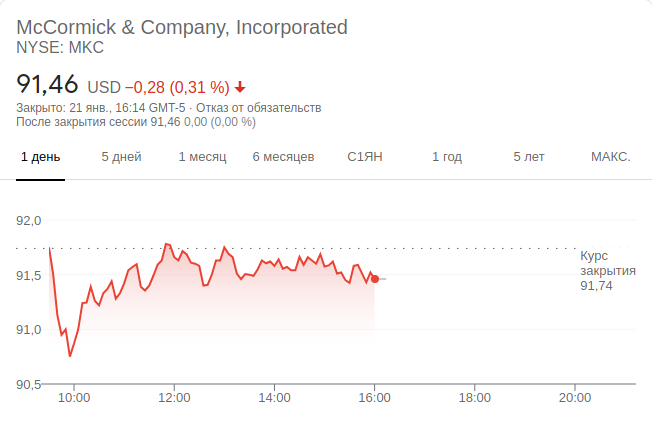 McCormick & Company, Incorporated
NYSE: MKC
91,46 USD −0,28 (0,31 %)
Закрыто: 21 янв., 16:14 GMT-5 · Отказ от обязательств
После закрытия сессии 91,46 0,00 (0,00 %)
1 день 5 дней 1 месяц 6 месяцев С1ЯН 1 год 5 лет МАКС.
92,0
Курс
закрытия
91,74
91,5
91,0
90,5
10:00 12:00 14:00 16:00 18:00 20:00